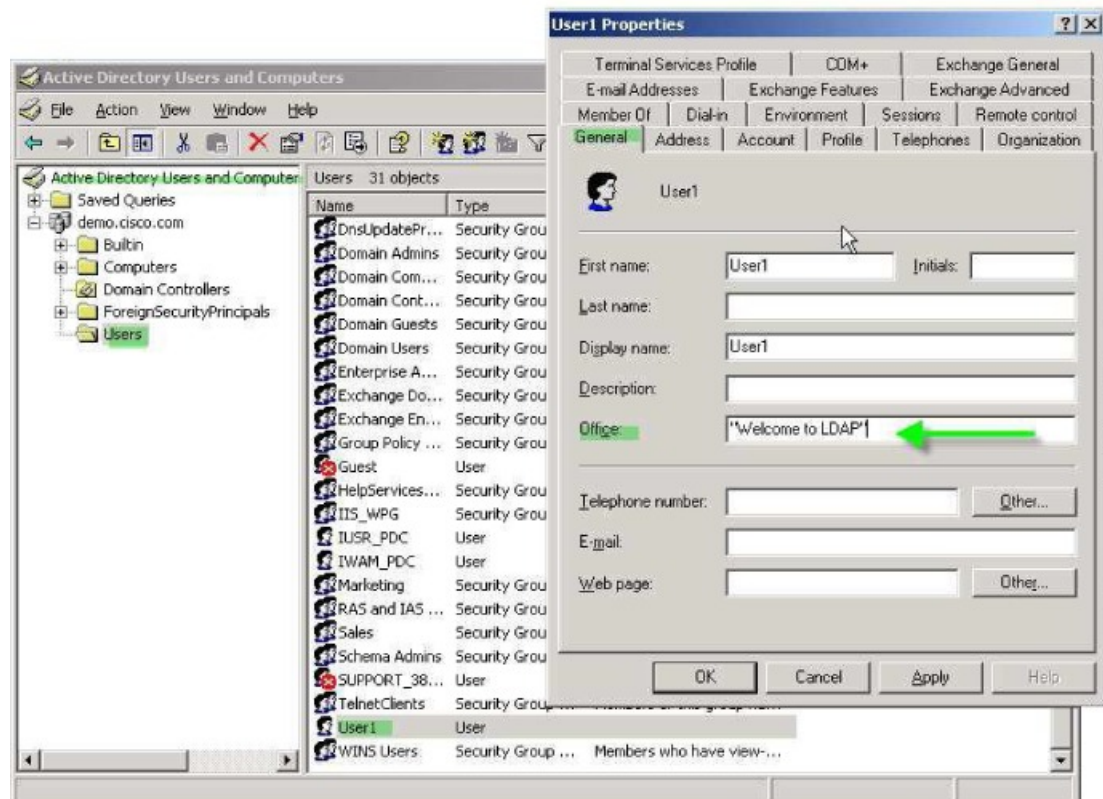 User1 Properties
Terminal Services Profile COM+ Exchange General
E-mail Addresses Exchange Features Exchange Advanced
Member Of Dial-in Environment Sessions Remote control
General Address Account Profile Telephones Organization
User1
First name: User1 Initials:
Last name:
Display name: User1
Description:
Office: "Welcome to LDAP"
Telephone number: Other...
E-mail:
Web page: Other...
OK Cancel Apply Help
Active Directory Users and Computers
File Action View Window Help
Active Directory Users and Computer
Saved Queries
demo.cisco.com
Builtin
Computers
Domain Controllers
ForeignSecurityPrincipals
Users
Users 31 objects
Name Type
DnsUpdatePr... Security Grou
Domain Admins Security Grou
Domain Com... Security Grou
Domain Cont... Security Grou
Domain Guests Security Grou
Domain Users Security Grou
Enterprise A... Security Grou
Exchange Do... Security Grou
Exchange En... Security Grou
Group Policy ... Security Grou
Guest User
HelpServices... Security Grou
IIS_WPG Security Grou
IUSR_PDC User
IWAM_PDC User
Marketing Security Grou
RAS and IAS ... Security Grou
Sales Security Grou
Schema Admins Security Grou
SUPPORT_38... User
TelnetClients Security Group ...
User1 User
WINS Users Security Group ... Members who have view-...